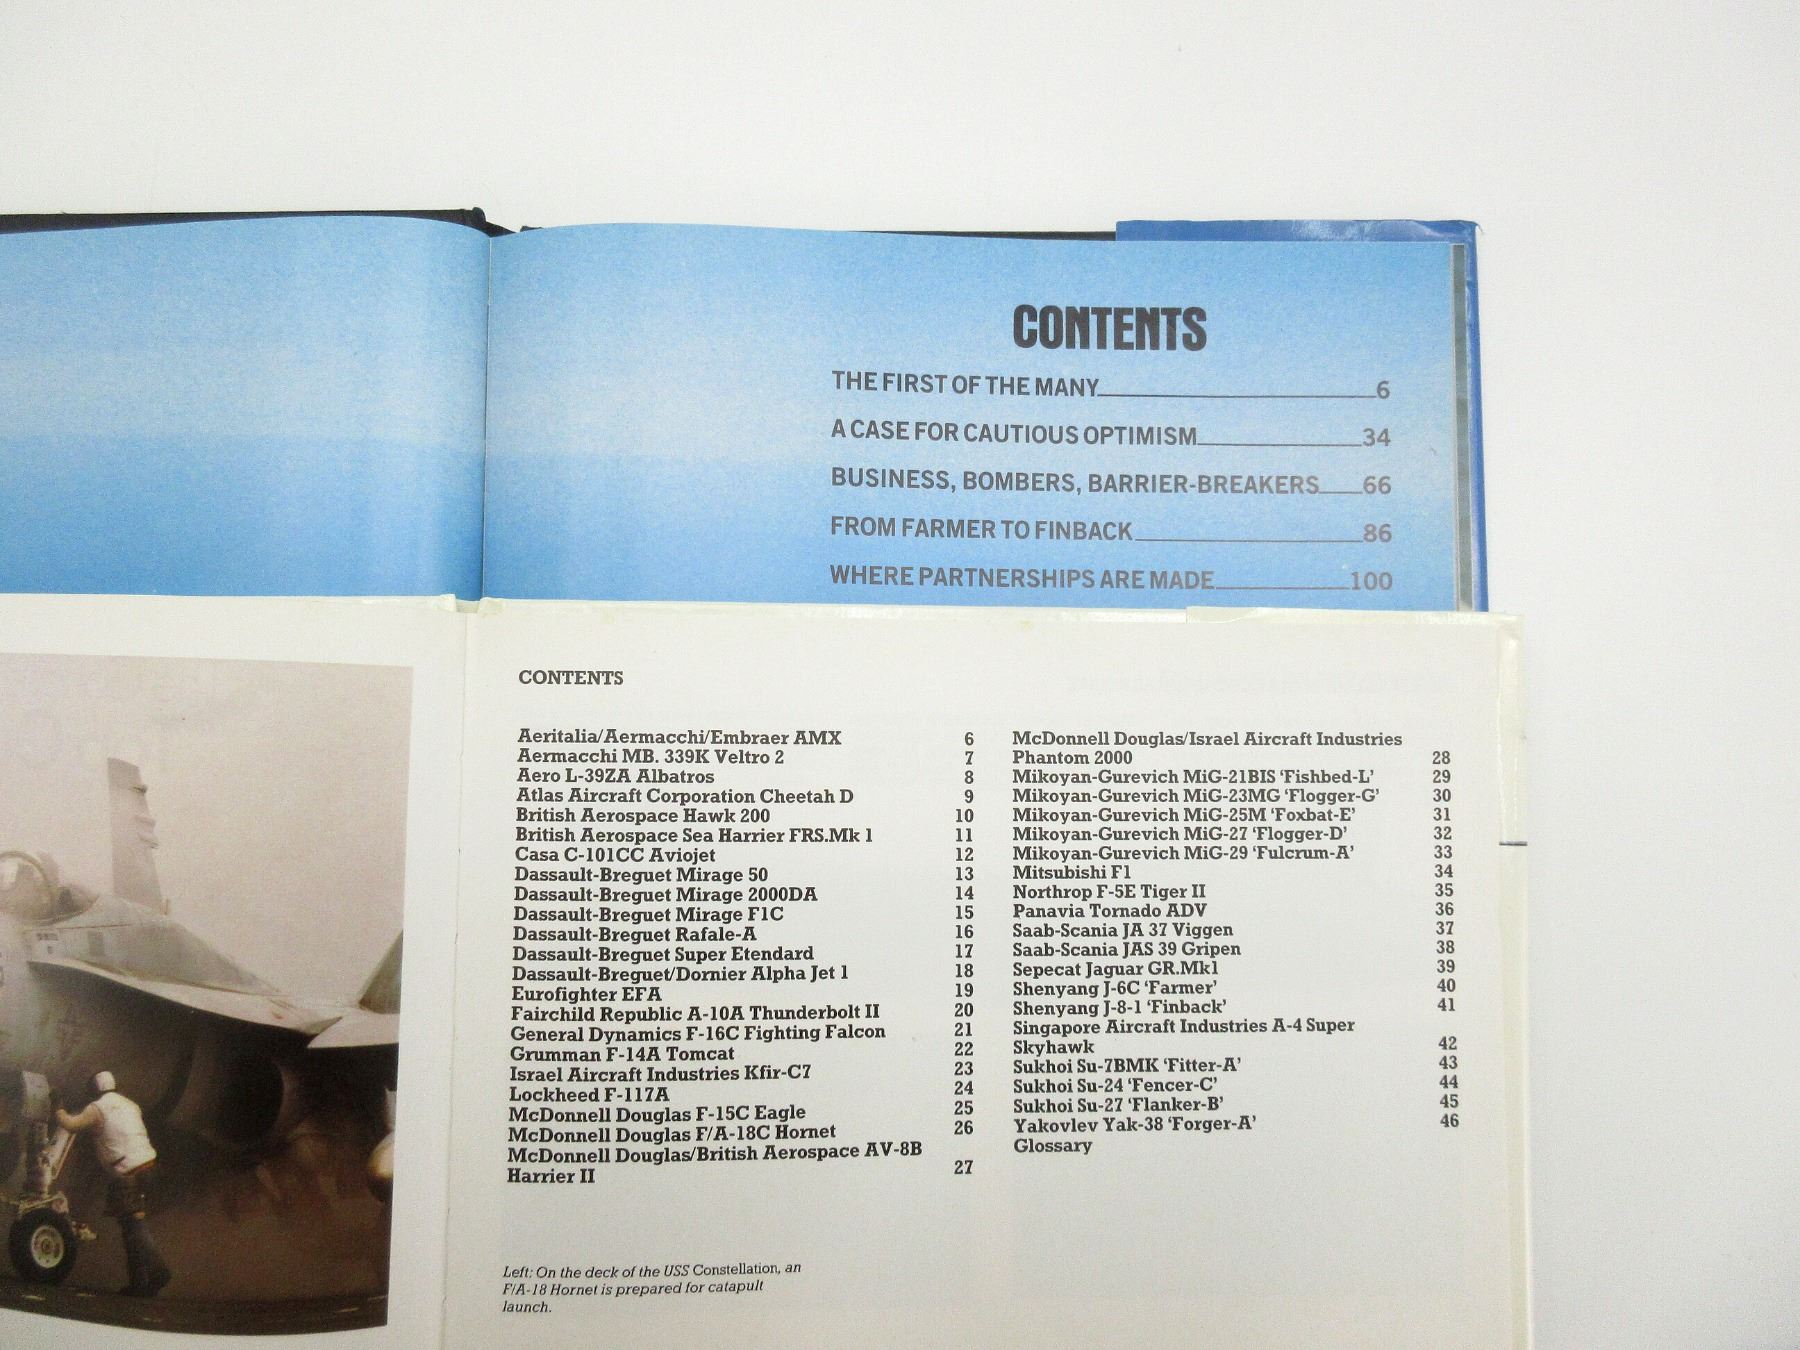 CONTENTS
THE FIRST OF THE MANY 6
A CASE FOR CAUTIOUS OPTIMISM 34
BUSINESS, BOMBERS, BARRIER-BREAKERS 66
FROM FARMER TO FINBACK 86
WHERE PARTNERSHIPS ARE MADE 100
CONTENTS
Aeritalia/Aermacchi/Embraer AMX 6
Aermacchi MB. 339K Veltro 2 7
Aero L-39ZA Albatros 8
Atlas Aircraft Corporation Cheetah D 9
British Aerospace Hawk 200 10
British Aerospace Sea Harrier FRS.Mk 1 11
Casa C-101CC Aviojet 12
Dassault-Breguet Mirage 50 13
Dassault-Breguet Mirage 2000DA 14
Dassault-Breguet Mirage F1C 15
Dassault-Breguet Rafale-A 16
Dassault-Breguet Super Etendard 17
Dassault-Breguet/Dornier Alpha Jet 1 18
Eurofighter EFA 19
Fairchild Republic A-10A Thunderbolt II 20
General Dynamics F-16C Fighting Falcon 21
Grumman F-14A Tomcat 22
Israel Aircraft Industries Kfir-C7 23
Lockheed F-117A 24
McDonnell Douglas F-15C Eagle 25
McDonnell Douglas F/A-18C Hornet 26
McDonnell Douglas/British Aerospace AV-8B
Harrier II 27
McDonnell Douglas/Israel Aircraft Industries
Phantom 2000 28
Mikoyan-Gurevich MiG-21BIS 'Fishbed-L' 29
Mikoyan-Gurevich MiG-23MG 'Flogger-G' 30
Mikoyan-Gurevich MiG-25M 'Foxbat-E' 31
Mikoyan-Gurevich MiG-27 'Flogger-D' 32
Mikoyan-Gurevich MiG-29 'Fulcrum-A' 33
Mitsubishi F1 34
Northrop F-5E Tiger II 35
Panavia Tornado ADV 36
Saab-Scania JA 37 Viggen 37
Saab-Scania JAS 39 Gripen 38
Sepecat Jaguar GR.Mk1 39
Shenyang J-6C 'Farmer' 40
Shenyang J-8-1 'Finback' 41
Singapore Aircraft Industries A-4 Super
Skyhawk 42
Sukhoi Su-7BMK 'Fitter-A' 43
Sukhoi Su-24 'Fencer-C' 44
Sukhoi Su-27 'Flanker-B' 45
Yakovlev Yak-38 'Forger-A' 46
Glossary
Left: On the deck of the USS Constellation, an
F/A-18 Hornet is prepared for catapult
launch.